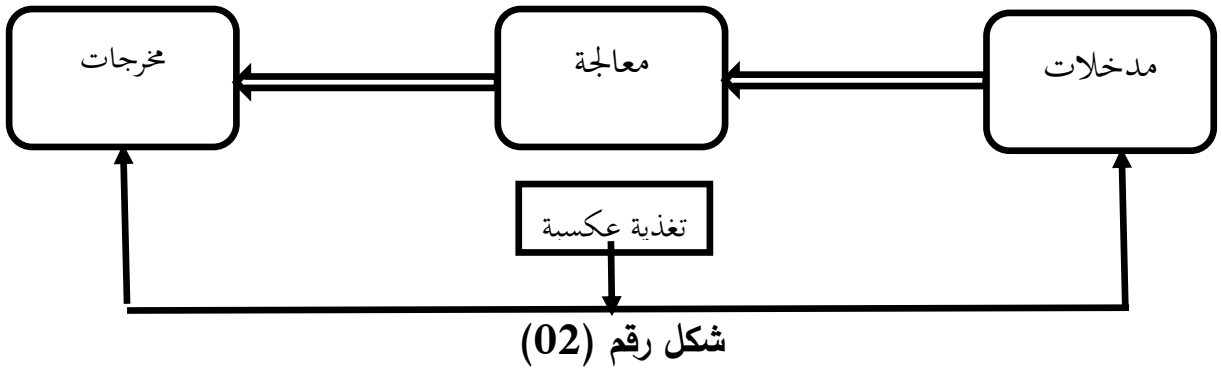 مدخلات
معالجة
مخرجات
تغذية عكسية
شكل رقم (02)